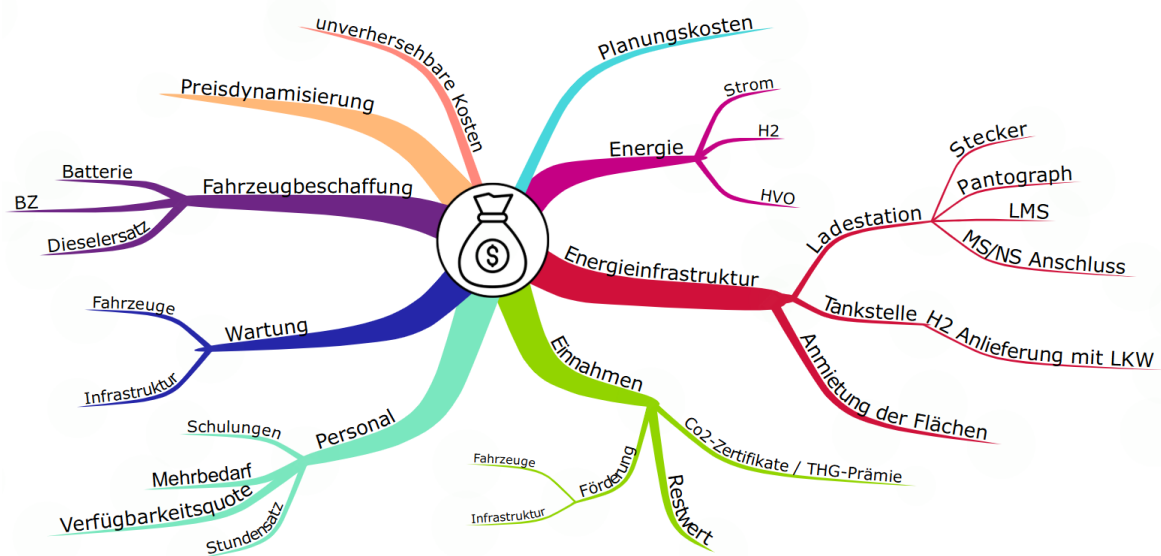 unverhersehbare Kosten
Planungskosten
Preisdynamisierung
Energie
Strom
H2
HVO
Fahrzeugbeschaffung
Batterie
BZ
Dieselersatz
Energieinfrastruktur
Ladestation
Stecker
Pantograph
LMS
MS/NS Anschluss
Tankstelle
H2 Anlieferung mit LKW
Anmietung der Flächen
Wartung
Fahrzeuge
Infrastruktur
Einnahmen
Co2-Zertifikate / THG-Prämie
Restwert
Förderung
Fahrzeuge
Infrastruktur
Personal
Schulungen
Mehrbedarf
Verfügbarkeitsquote
Stundensatz
$